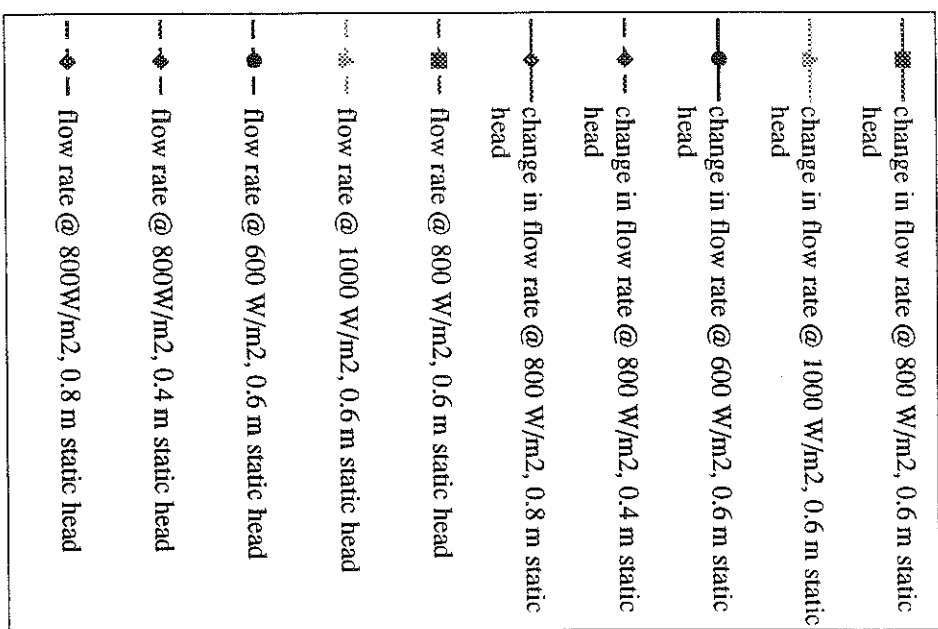 change in flow rate @ 800 W/m2, 0.6 m static
head
change in flow rate @ 1000 W/m2, 0.6 m static
head
change in flow rate @ 600 W/m2, 0.6 m static
head
change in flow rate @ 800 W/m2, 0.4 m static
head
change in flow rate @ 800 W/m2, 0.8 m static
head
flow rate @ 800 W/m2, 0.6 m static head
flow rate @ 1000 W/m2, 0.6 m static head
flow rate @ 600 W/m2, 0.6 m static head
flow rate @ 800W/m2, 0.4 m static head
flow rate @ 800W/m2, 0.8 m static head